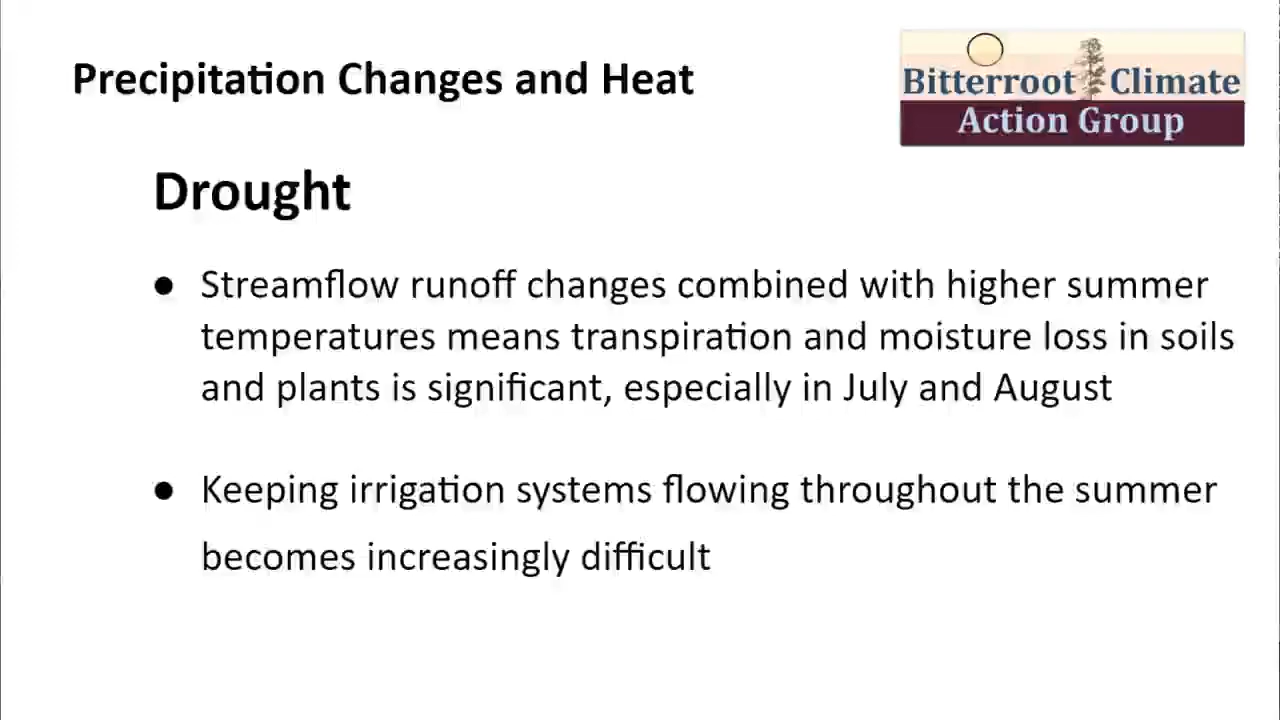 Precipitation Changes and Heat
Bitterroot Climate
Action Group
Drought
● Streamflow runoff changes combined with higher summer
temperatures means transpiration and moisture loss in soils
and plants is significant, especially in July and August
● Keeping irrigation systems flowing throughout the summer
becomes increasingly difficult